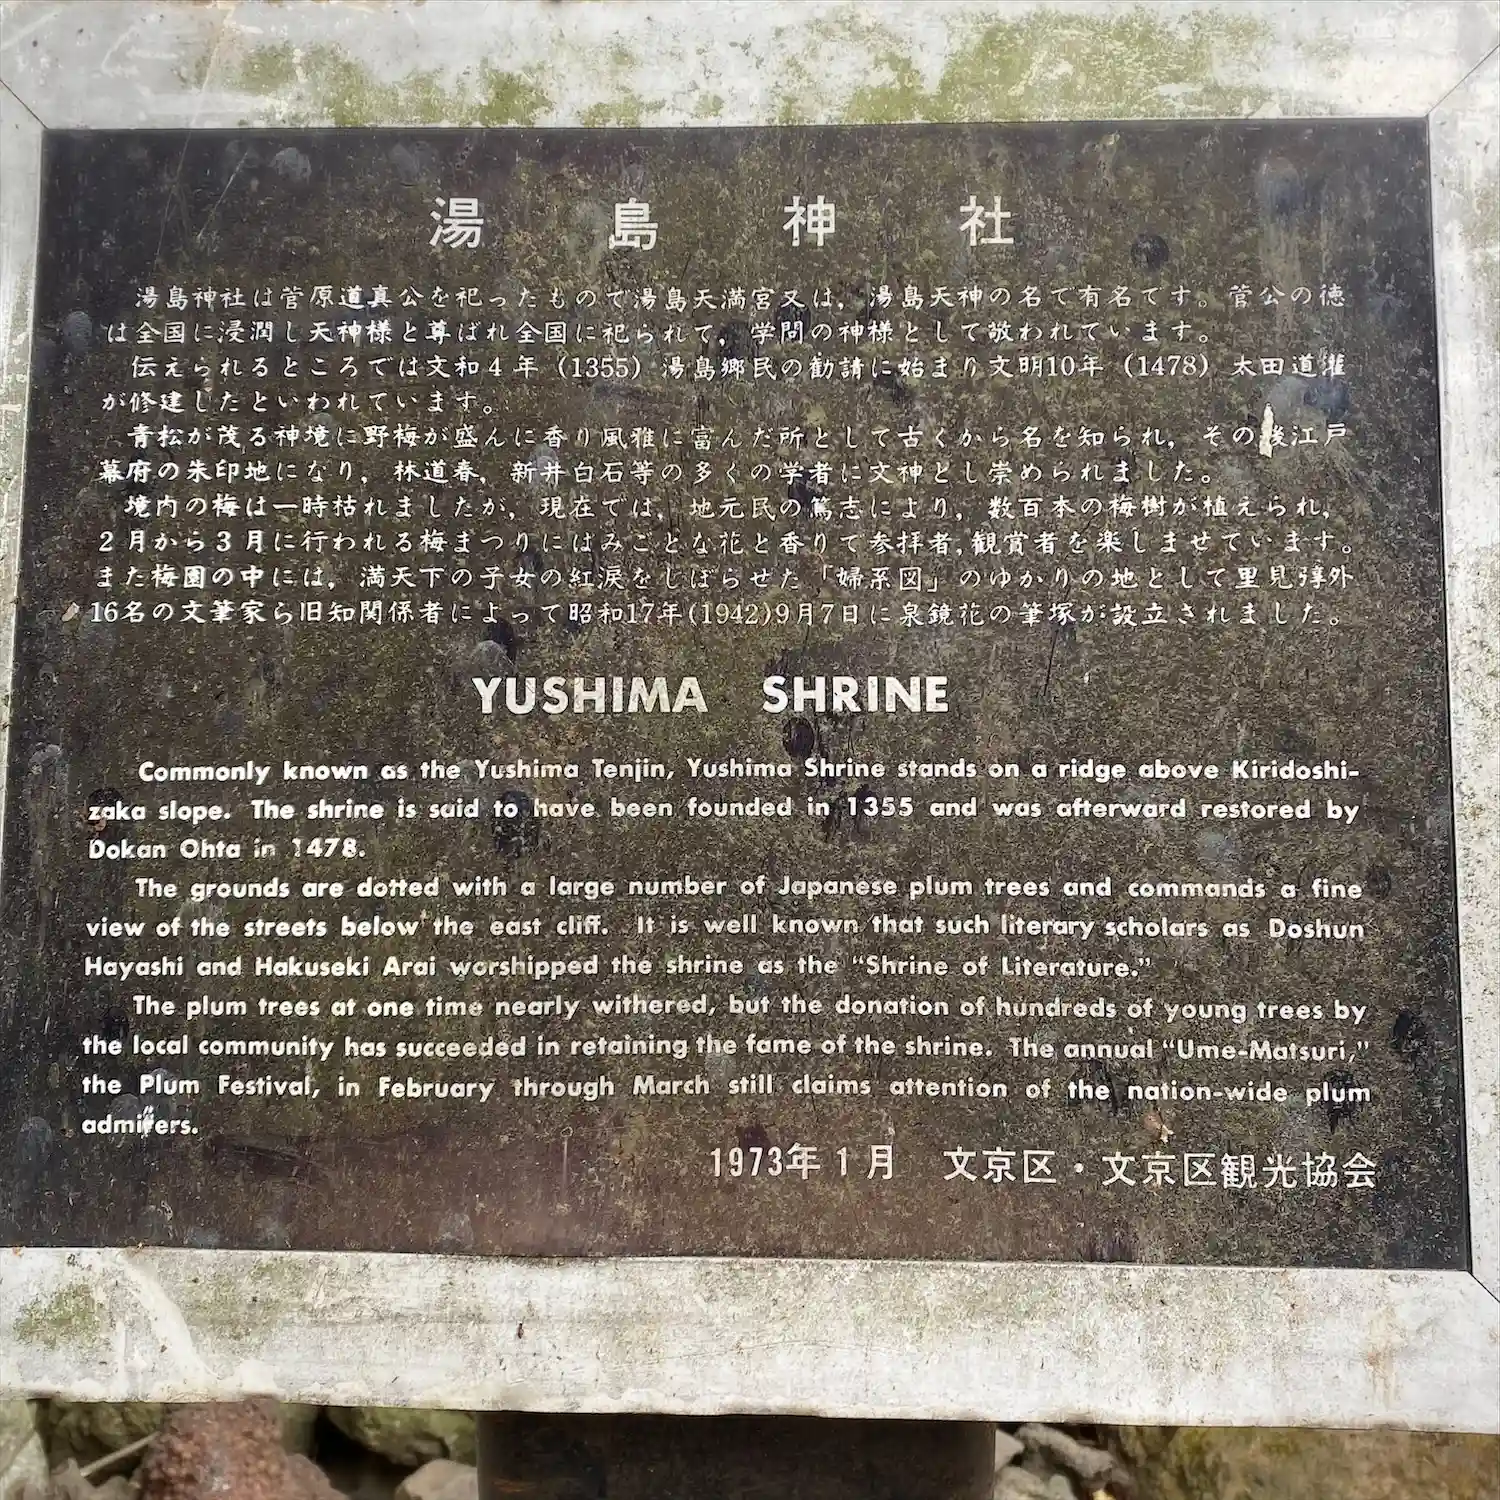 湯島神社
湯島神社は菅原道真公を祀ったもので湯島天満宮又は，湯島天神の名で有名です。菅公の徳
は全国に浸潤し天神様と尊ばれ全国に祀られて，学問の神様として敬われています。
伝えられるところでは文和4年（1355）湯島郷民の勧請に始まり文明10年（1478）太田道灌
が修建したといわれています。
青松が茂る神境に野梅が盛んに香り風雅に富んだ所として古くから名を知られ，その後江戸
幕府の朱印地になり，林道春，新井白石等の多くの学者に文神とし崇められました。
境内の梅は一時枯れましたが，現在では，地元民の篤志により，数百本の梅樹が植えられ，
2月から3月に行われる梅まつりにはみごとな花と香りで参拝者，観賞者を楽しませています。
また梅園の中には，満天下の子女の紅涙をしぼらせた「婦系図」のゆかりの地として里見弴外
16名の文筆家ら旧知関係者によって昭和17年(1942)9月7日に泉鏡花の筆塚が設立されました。
YUSHIMA SHRINE
Commonly known as the Yushima Tenjin, Yushima Shrine stands on a ridge above Kiridoshi-
zaka slope. The shrine is said to have been founded in 1355 and was afterward restored by
Dokan Ohta in 1478.
The grounds are dotted with a large number of Japanese plum trees and commands a fine
view of the streets below the east cliff. It is well known that such literary scholars as Doshun
Hayashi and Hakuseki Arai worshipped the shrine as the “Shrine of Literature.”
The plum trees at one time nearly withered, but the donation of hundreds of young trees by
the local community has succeeded in retaining the fame of the shrine. The annual “Ume-Matsuri,”
the Plum Festival, in February through March still claims attention of the nation-wide plum
admirers.
1973年1月 文京区・文京区観光協会